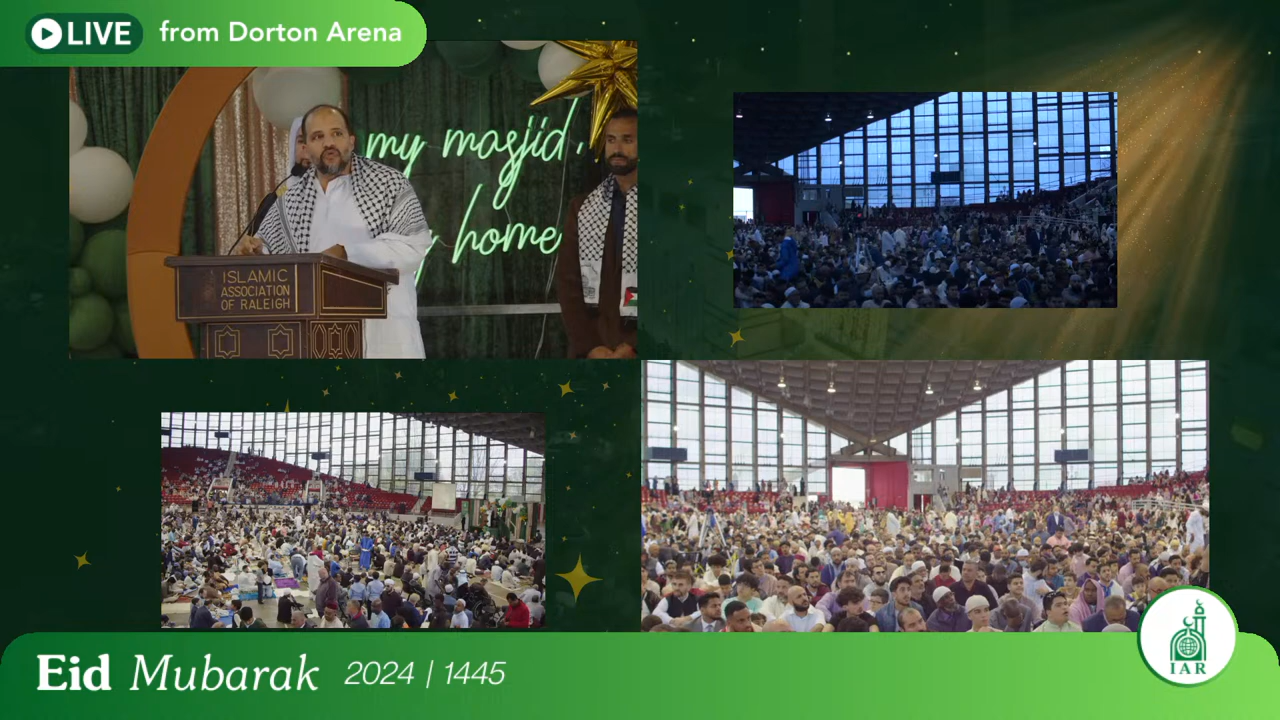 LIVE from Dorton Arena
my masjid,
home
ISLAMIC
ASSOCIATION
OF RALEIGH
Eid Mubarak 2024 | 1445
IAR